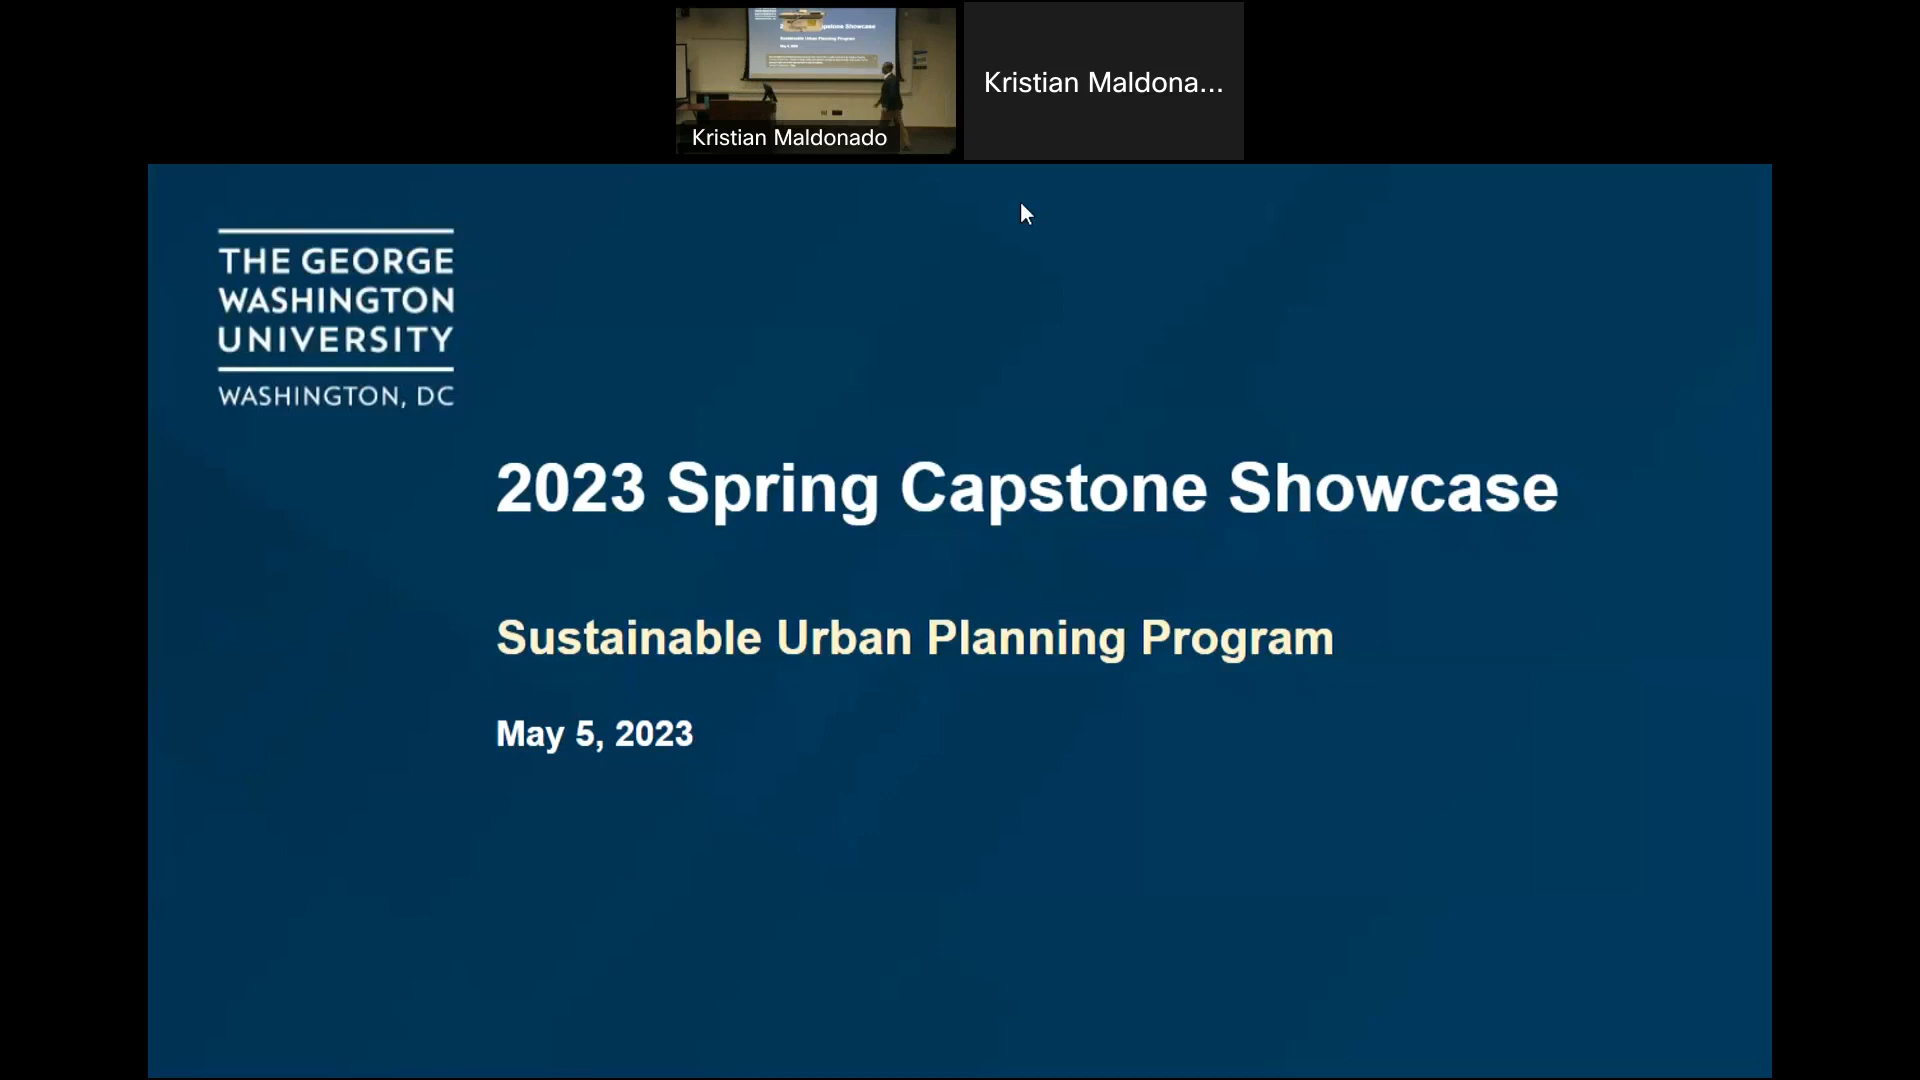 Kristian Maldonado
Kristian Maldona...
THE GEORGE
WASHINGTON
UNIVERSITY
WASHINGTON, DC
2023 Spring Capstone Showcase
Sustainable Urban Planning Program
May 5, 2023